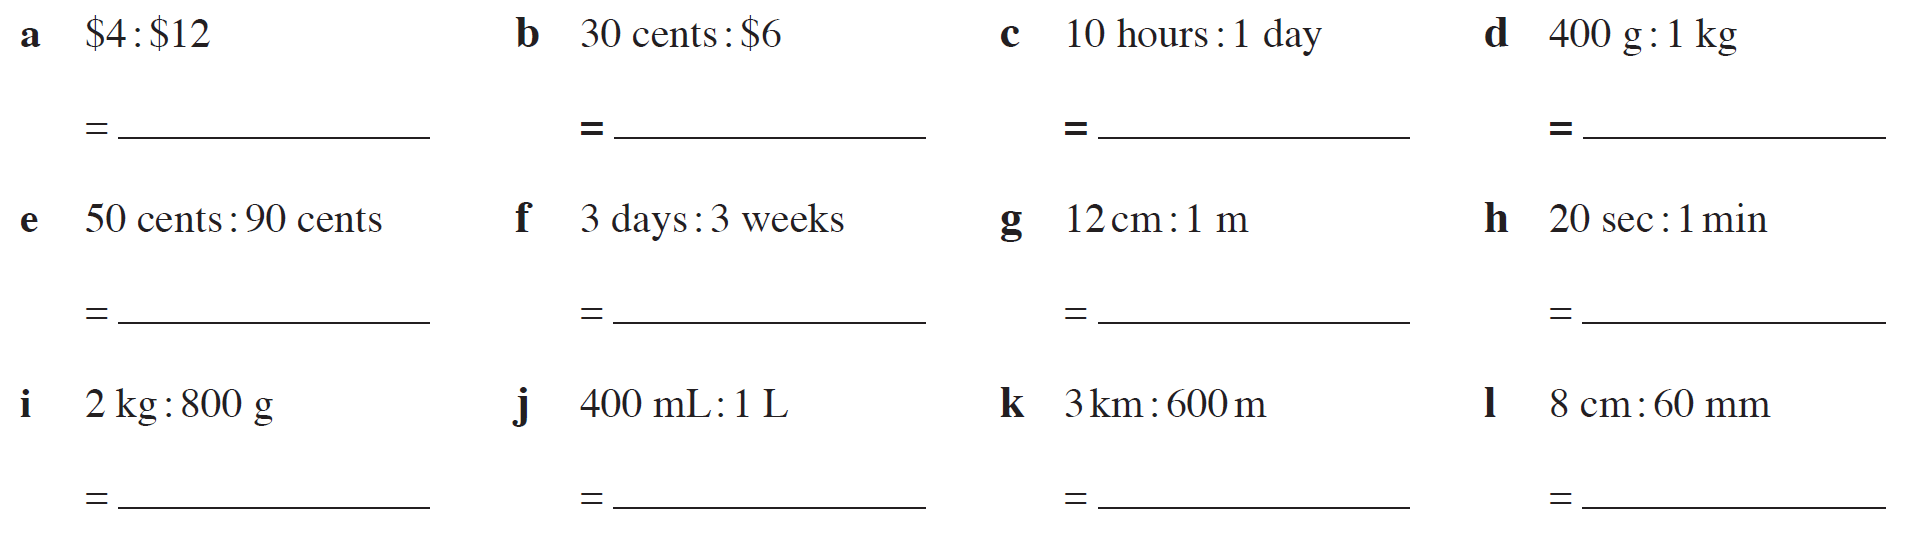 a $4 : $12 b 30 cents : $6 c 10 hours : 1 day d 400 g : 1 kg
= = = =
e 50 cents : 90 cents f 3 days : 3 weeks g 12 cm : 1 m h 20 sec : 1 min
= = = =
i 2 kg : 800 g j 400 mL : 1 L k 3 km : 600 m l 8 cm : 60 mm
= = = =